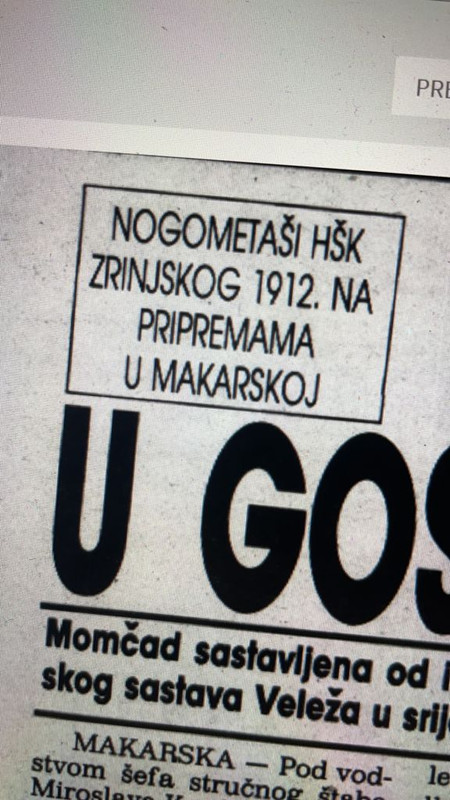 PRE
NOGOMETAŠI HŠK
ZRINJSKOG 1912. NA
PRIPREMAMA
U MAKARSKOJ
U GOS
Momčad sastavljena od i
skog sastava Veleža u srij
MAKARSKA — Pod vod-
stvom šefa stručnog štaba
Miroslava
le